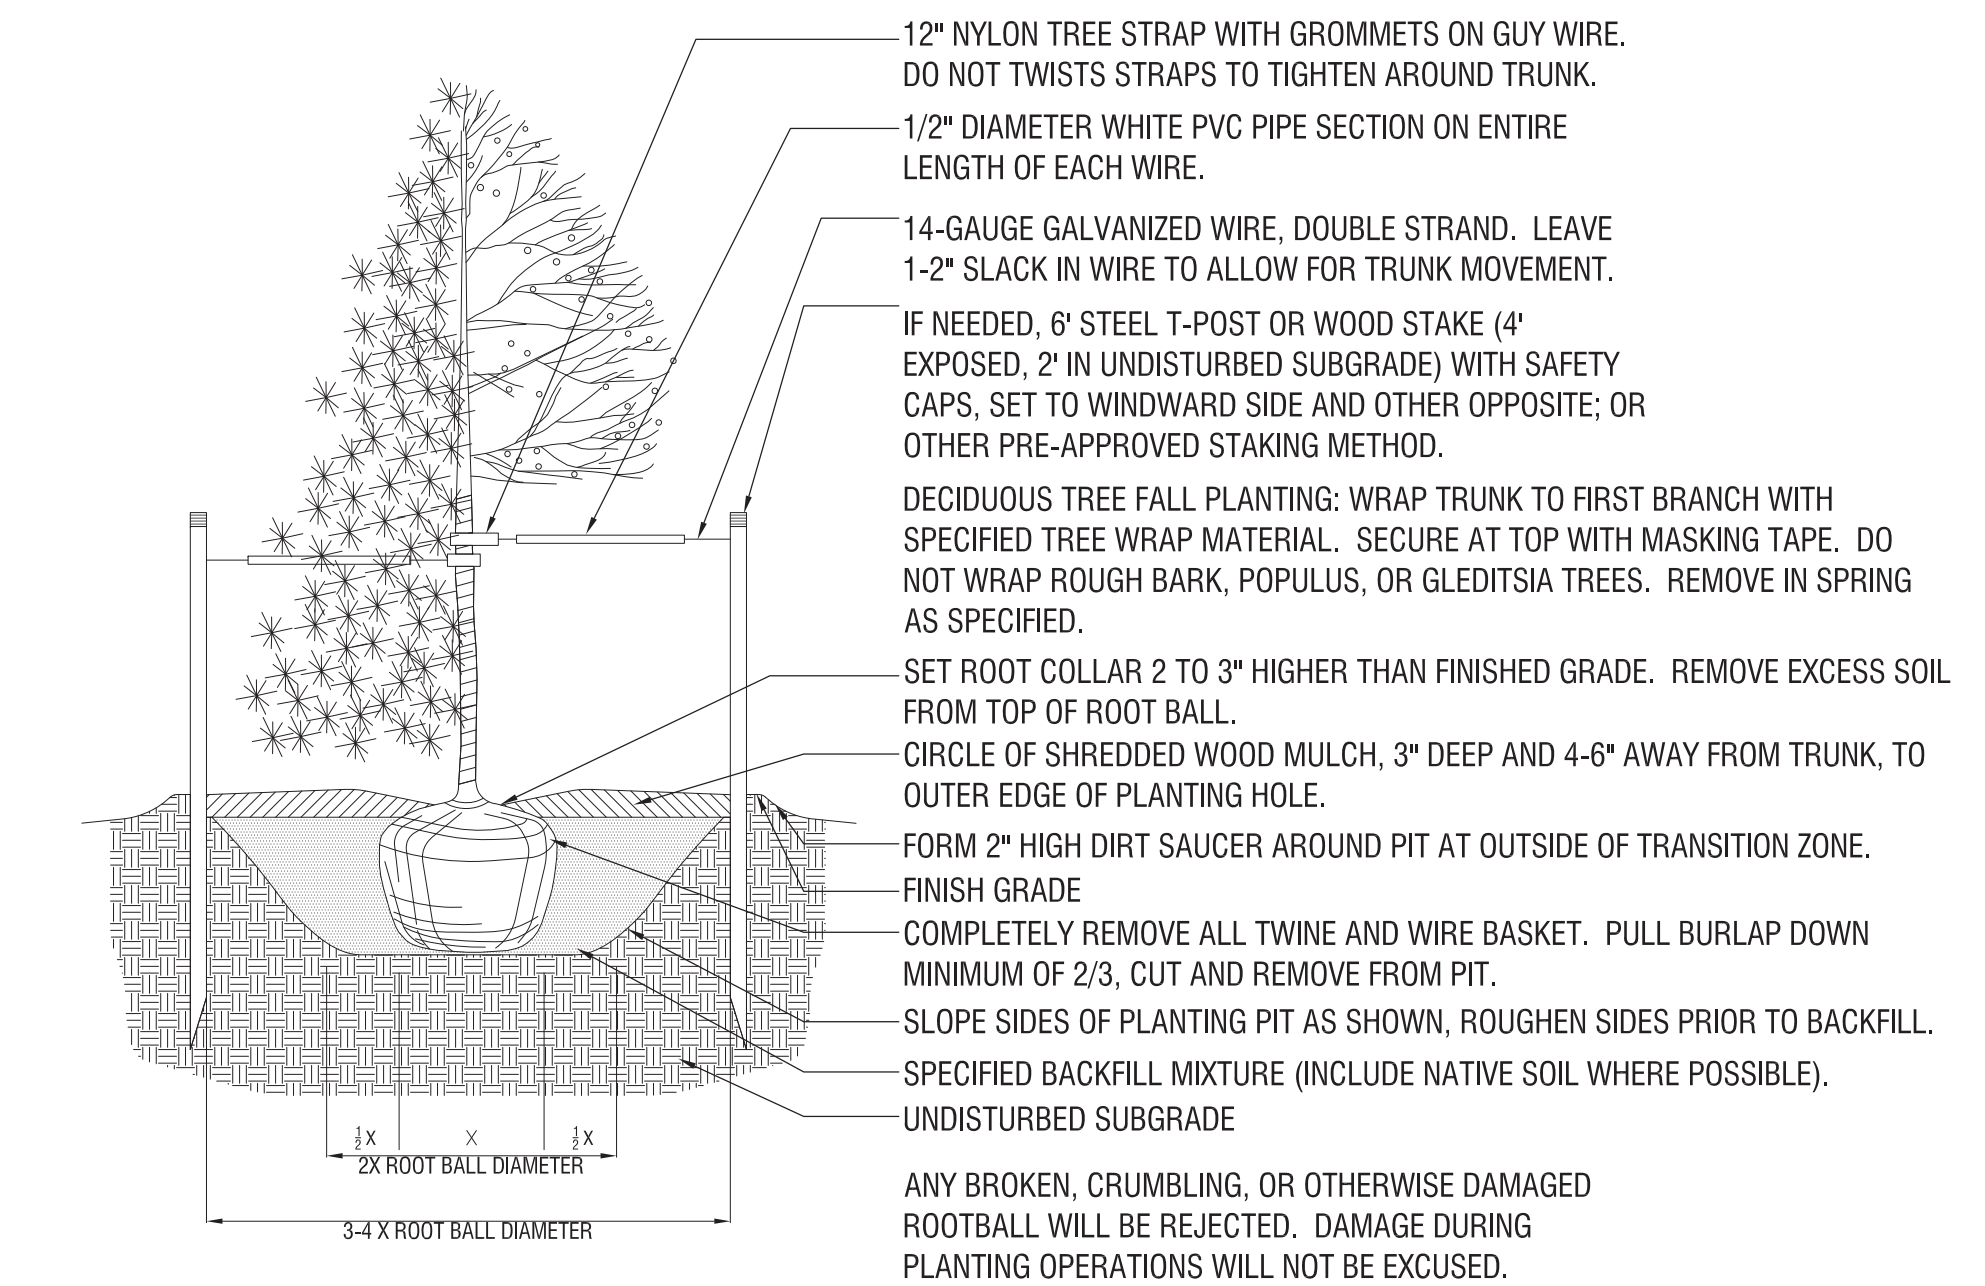 12" NYLON TREE STRAP WITH GROMMETS ON GUY WIRE.
DO NOT TWISTS STRAPS TO TIGHTEN AROUND TRUNK.
1/2" DIAMETER WHITE PVC PIPE SECTION ON ENTIRE
LENGTH OF EACH WIRE.
14-GAUGE GALVANIZED WIRE, DOUBLE STRAND.  LEAVE
1-2" SLACK IN WIRE TO ALLOW FOR TRUNK MOVEMENT.
IF NEEDED, 6' STEEL T-POST OR WOOD STAKE (4'
EXPOSED, 2' IN UNDISTURBED SUBGRADE) WITH SAFETY
CAPS, SET TO WINDWARD SIDE AND OTHER OPPOSITE; OR
OTHER PRE-APPROVED STAKING METHOD.
DECIDUOUS TREE FALL PLANTING: WRAP TRUNK TO FIRST BRANCH WITH
SPECIFIED TREE WRAP MATERIAL.  SECURE AT TOP WITH MASKING TAPE.  DO
NOT WRAP ROUGH BARK, POPULUS, OR GLEDITSIA TREES.  REMOVE IN SPRING
AS SPECIFIED.
SET ROOT COLLAR 2 TO 3" HIGHER THAN FINISHED GRADE.  REMOVE EXCESS SOIL
FROM TOP OF ROOT BALL.
CIRCLE OF SHREDDED WOOD MULCH, 3" DEEP AND 4-6" AWAY FROM TRUNK, TO
OUTER EDGE OF PLANTING HOLE.
FORM 2" HIGH DIRT SAUCER AROUND PIT AT OUTSIDE OF TRANSITION ZONE.
FINISH GRADE
COMPLETELY REMOVE ALL TWINE AND WIRE BASKET.  PULL BURLAP DOWN
MINIMUM OF 2/3, CUT AND REMOVE FROM PIT.
SLOPE SIDES OF PLANTING PIT AS SHOWN, ROUGHEN SIDES PRIOR TO BACKFILL.
SPECIFIED BACKFILL MIXTURE (INCLUDE NATIVE SOIL WHERE POSSIBLE).
UNDISTURBED SUBGRADE
½ X X ½ X
2X ROOT BALL DIAMETER
3-4 X ROOT BALL DIAMETER
ANY BROKEN, CRUMBLING, OR OTHERWISE DAMAGED
ROOTBALL WILL BE REJECTED.  DAMAGE DURING
PLANTING OPERATIONS WILL NOT BE EXCUSED.